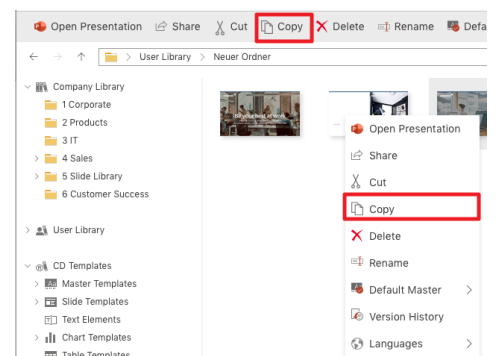 Open Presentation Share Cut Copy Delete Rename Defa
User Library > Neuer Ordner
Company Library
1 Corporate
2 Products
3 IT
4 Sales
5 Slide Library
6 Customer Success
User Library
CD Templates
Master Templates
Slide Templates
Text Elements
Chart Templates
Table Templates
Open Presentation
Share
Cut
Copy
Delete
Rename
Default Master
Version History
Languages